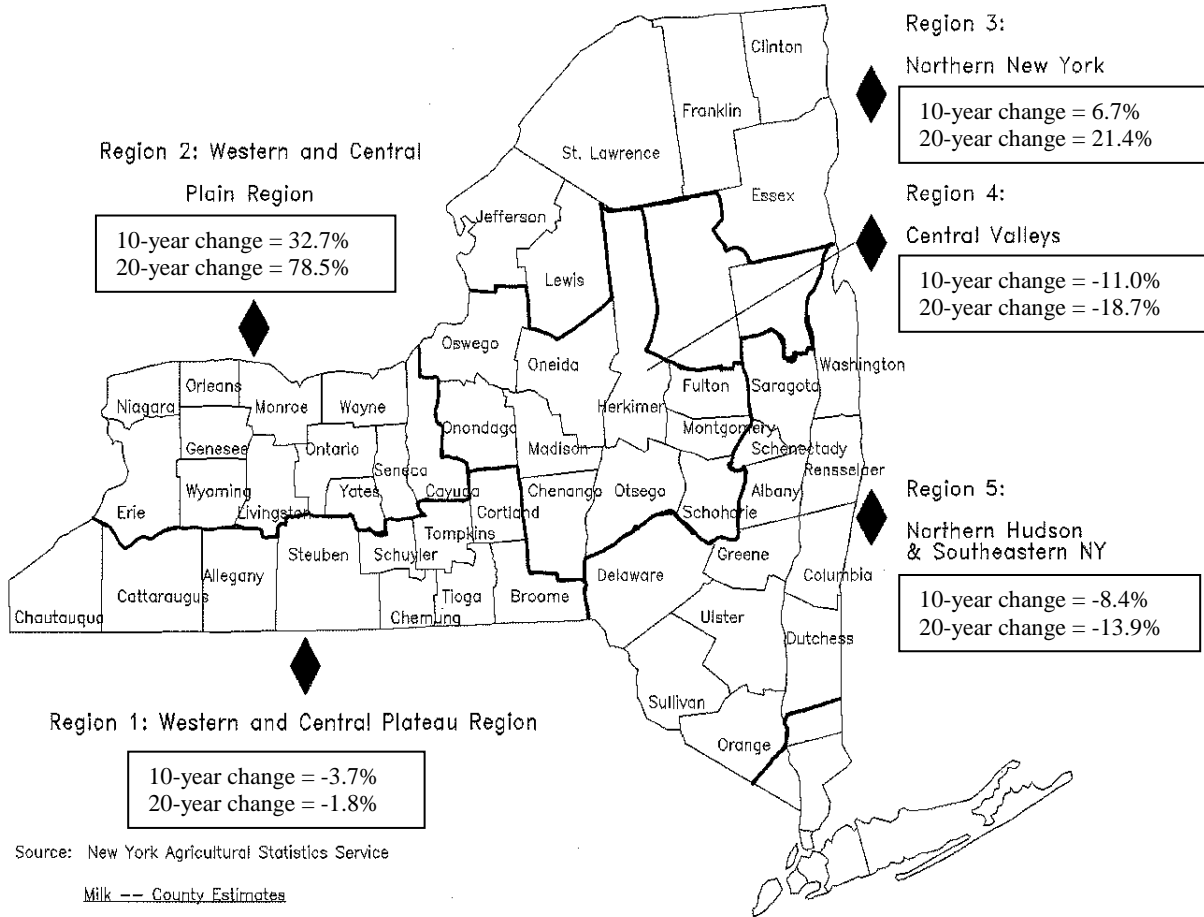 Region 3:
Northern New York
10-year change = 6.7%
20-year change = 21.4%
Region 4:
Central Valleys
10-year change = -11.0%
20-year change = -18.7%
Region 5:
Northern Hudson
& Southeastern NY
10-year change = -8.4%
20-year change = -13.9%
Region 2: Western and Central
Plain Region
10-year change = 32.7%
20-year change = 78.5%
Clinton
Franklin
St. Lawrence
Essex
Jefferson
Lewis
Oswego
Oneida
Herkimer
Fulton
Saratoga
Washington
Montgomery
Schenectady
Rensselaer
Niagara
Orleans
Monroe
Wayne
Onondaga
Madison
Genesee
Ontario
Seneca
Cayuga
Wyoming
Livingston
Yates
Erie
Chenango
Otsego
Schoharie
Albany
Cortland
Tompkins
Steuben
Schuyler
Chautauqua
Cattaraugus
Allegany
Chemung
Tioga
Broome
Delaware
Greene
Columbia
Ulster
Dutchess
Sullivan
Orange
Region 1: Western and Central Plateau Region
10-year change = -3.7%
20-year change = -1.8%
Source: New York Agricultural Statistics Service
Milk -- County Estimates